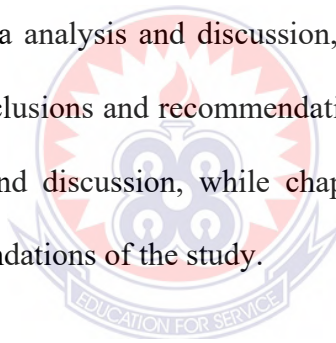 a analysis and discussion,
clusions and recommendati
nd discussion, while chap
ndations of the study.
EDUCATION FOR SERVICE